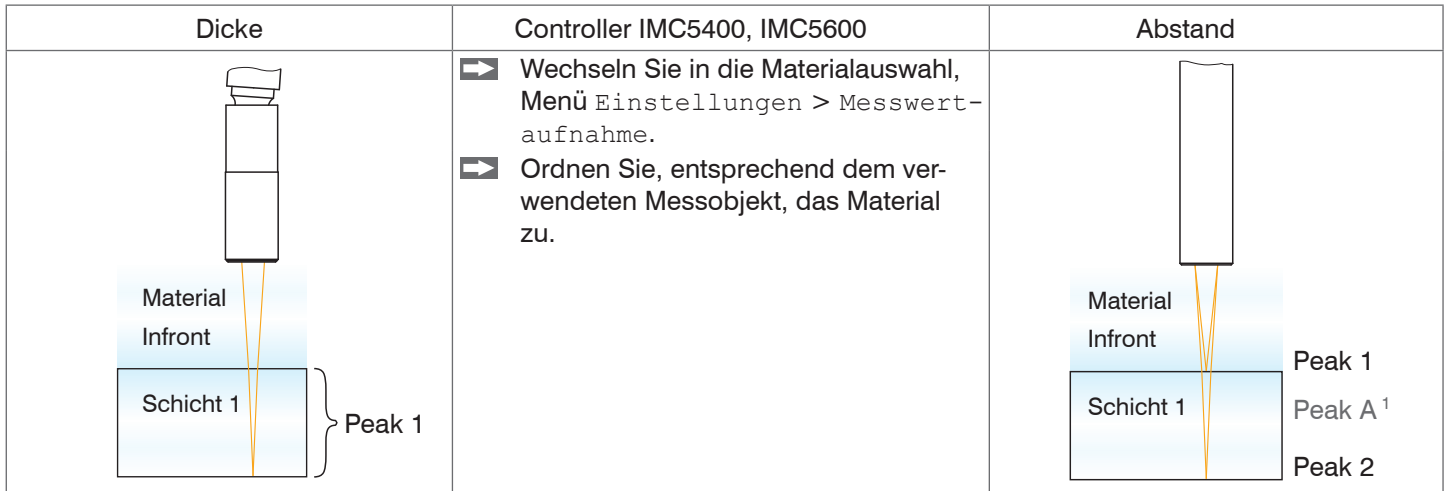 Dicke
Controller IMC5400, IMC5600
Abstand
Wechseln Sie in die Materialauswahl,
Menü Einstellungen > Messwert-
aufnahme.
Ordnen Sie, entsprechend dem ver-
wendeten Messobjekt, das Material
zu.
Material
Infront
Schicht 1
Peak 1
Material
Infront
Peak 1
Schicht 1
Peak A 1
Peak 2